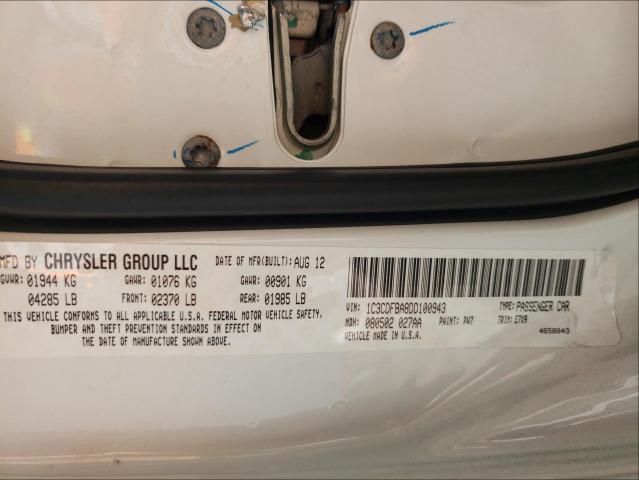 MFD BY CHRYSLER GROUP LLC DATE OF MFR(BUILT): AUG 12
GVWR: 01944 KG GAWR: 01076 KG GAWR: 00901 KG
04285 LB FRONT: 02370 LB REAR: 01985 LB
THIS VEHICLE CONFORMS TO ALL APPLICABLE U.S.A. FEDERAL MOTOR VEHICLE SAFETY,
BUMPER AND THEFT PREVENTION STANDARDS IN EFFECT ON
THE DATE OF MANUFACTURE SHOWN ABOVE.
VIN: 1C3CDFBA8DD100943 TYPE: PASSENGER CAR
MDH: 080502 027AA PAINT: PW7 TRIM: E7X9
VEHICLE MADE IN U.S.A. 4658843